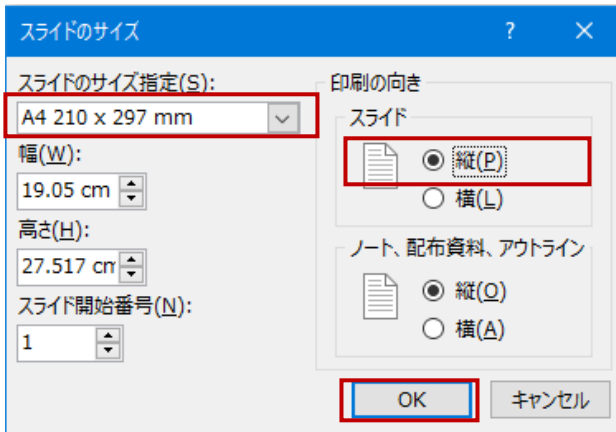 スライドのサイズ
?
スライドのサイズ指定(S):
A4 210 x 297 mm
幅(W):
19.05 cm
高さ(H):
27.517 cm
スライド開始番号(N):
1
印刷の向き
スライド
縦(P)
横(L)
ノート、配布資料、アウトライン
縦(O)
横(A)
OK
キャンセル